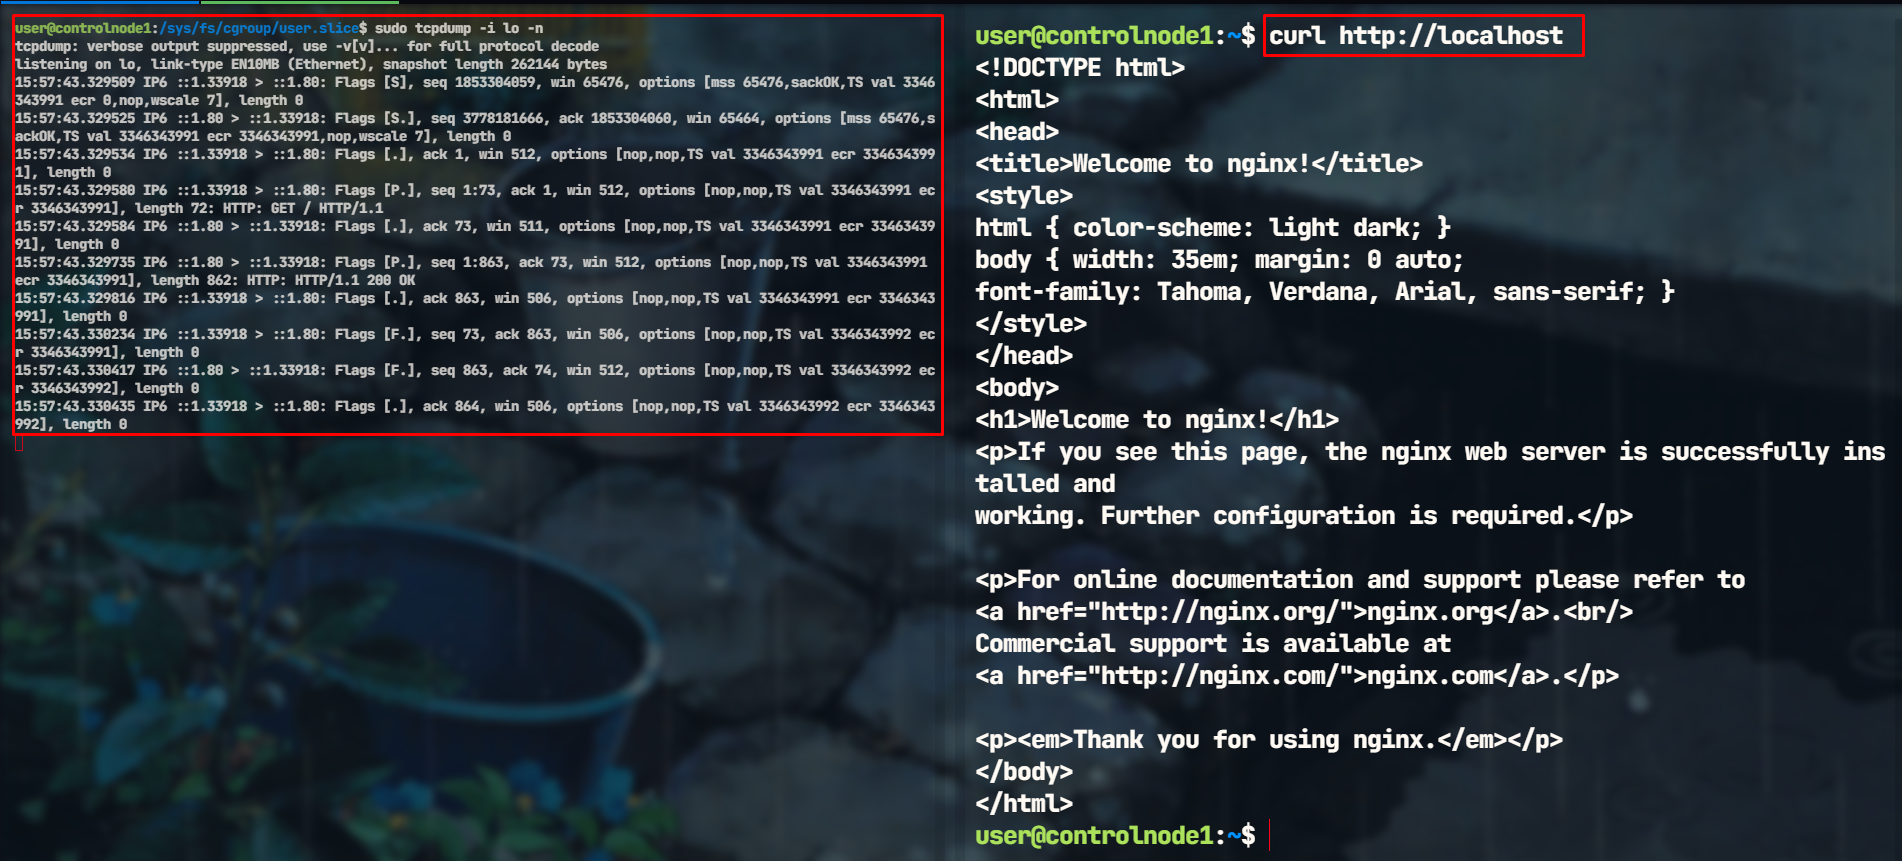 user@controlnode1:/sys/fs/cgroup/user.slice$ sudo tcpdump -i lo -n
tcpdump: verbose output suppressed, use -v[v]... for full protocol decode
listening on lo, link-type EN10MB (Ethernet), snapshot length 262144 bytes
15:57:43.329509 IP6 ::1.33918 > ::1.80: Flags [S], seq 1853304059, win 65476, options [mss 65476,sackOK,TS val 3346
343991 ecr 0,nop,wscale 7], length 0
15:57:43.329525 IP6 ::1.80 > ::1.33918: Flags [S.], seq 3778181666, ack 1853304060, win 65464, options [mss 65476,s
ackOK,TS val 3346343991 ecr 3346343991,nop,wscale 7], length 0
15:57:43.329534 IP6 ::1.33918 > ::1.80: Flags [.], ack 1, win 512, options [nop,nop,TS val 3346343991 ecr 334634399
1], length 0
15:57:43.329580 IP6 ::1.33918 > ::1.80: Flags [P.], seq 1:73, ack 1, win 512, options [nop,nop,TS val 3346343991 ec
r 3346343991], length 72: HTTP: GET / HTTP/1.1
15:57:43.329584 IP6 ::1.80 > ::1.33918: Flags [.], ack 73, win 511, options [nop,nop,TS val 3346343991 ecr 33463439
91], length 0
15:57:43.329735 IP6 ::1.80 > ::1.33918: Flags [P.], seq 1:863, ack 73, win 512, options [nop,nop,TS val 3346343991
ecr 3346343991], length 862: HTTP: HTTP/1.1 200 OK
15:57:43.329816 IP6 ::1.33918 > ::1.80: Flags [.], ack 863, win 506, options [nop,nop,TS val 3346343991 ecr 3346343
991], length 0
15:57:43.330234 IP6 ::1.33918 > ::1.80: Flags [F.], seq 73, ack 863, win 506, options [nop,nop,TS val 3346343992 ec
r 3346343991], length 0
15:57:43.330417 IP6 ::1.80 > ::1.33918: Flags [F.], seq 863, ack 74, win 512, options [nop,nop,TS val 3346343992 ec
r 3346343992], length 0
15:57:43.330435 IP6 ::1.33918 > ::1.80: Flags [.], ack 864, win 506, options [nop,nop,TS val 3346343992 ecr 3346343
992], length 0
user@controlnode1:~$ curl http://localhost
<!DOCTYPE html>
<html>
<head>
<title>Welcome to nginx!</title>
<style>
html { color-scheme: light dark; }
body { width: 35em; margin: 0 auto;
font-family: Tahoma, Verdana, Arial, sans-serif; }
</style>
</head>
<body>
<h1>Welcome to nginx!</h1>
<p>If you see this page, the nginx web server is successfully ins
talled and
working. Further configuration is required.</p>
<p>For online documentation and support please refer to
<a href="http://nginx.org/">nginx.org</a>.<br/>
Commercial support is available at
<a href="http://nginx.com/">nginx.com</a>.</p>
<p><em>Thank you for using nginx.</em></p>
</body>
</html>
user@controlnode1:~$